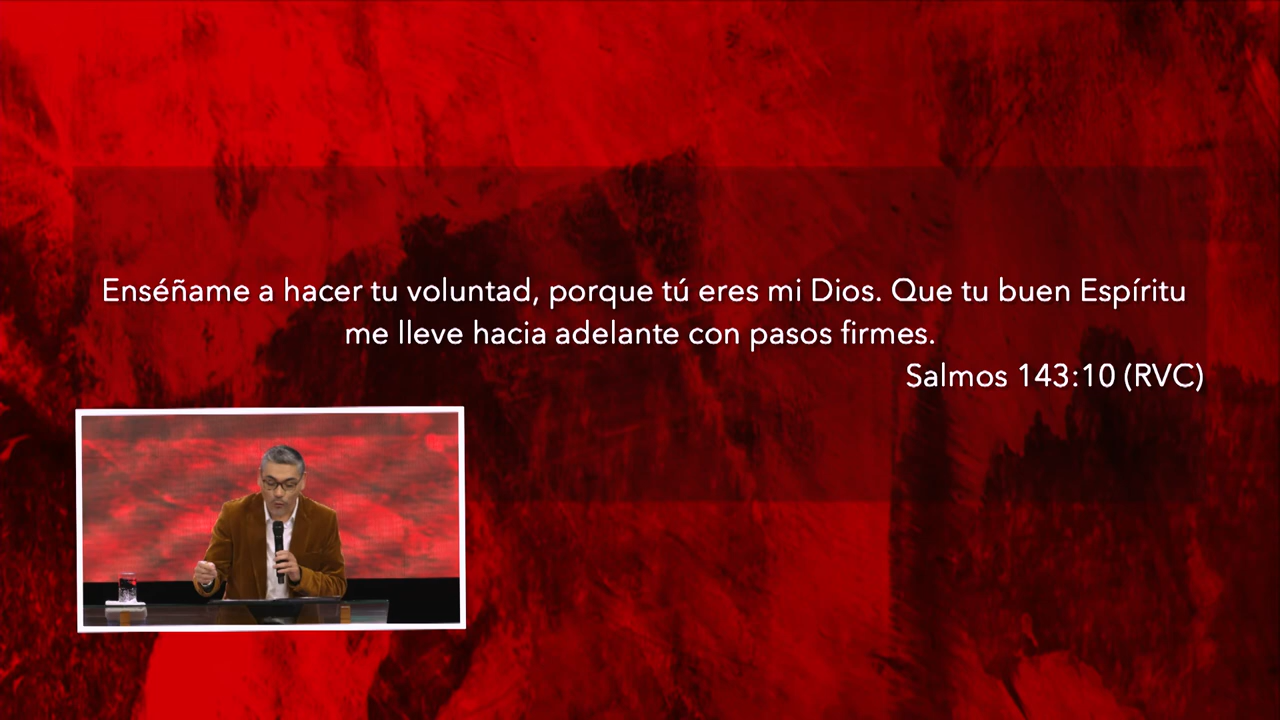 Enséñame a hacer tu voluntad, porque tú eres mi Dios. Que tu buen Espíritu
me lleve hacia adelante con pasos firmes.
Salmos 143:10 (RVC)